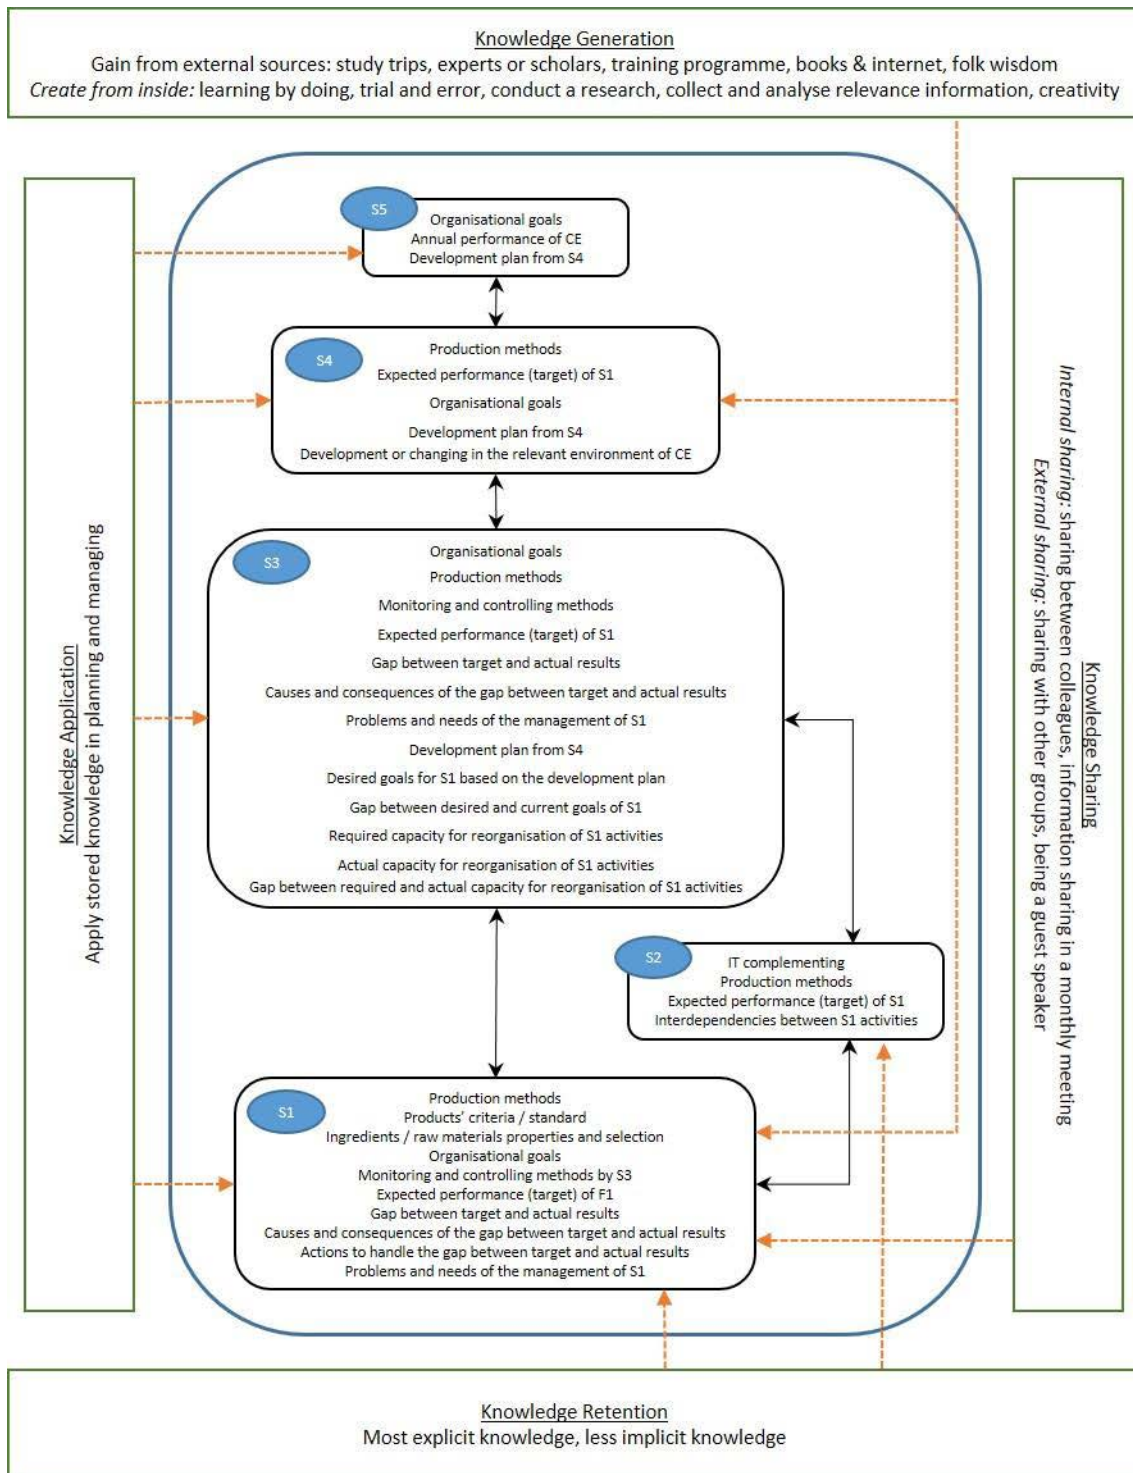 Knowledge Generation
Gain from external sources: study trips, experts or scholars, training programme, books & internet, folk wisdom
Create from inside: learning by doing, trial and error, conduct a research, collect and analyse relevance information, creativity
Knowledge Application
Apply stored knowledge in planning and managing
S5
Organisational goals
Annual performance of CE
Development plan from S4
S4
Production methods
Expected performance (target) of S1
Organisational goals
Development plan from S4
Development or changing in the relevant environment of CE
S3
Organisational goals
Production methods
Monitoring and controlling methods
Expected performance (target) of S1
Gap between target and actual results
Causes and consequences of the gap between target and actual results
Problems and needs of the management of S1
Development plan from S4
Desired goals for S1 based on the development plan
Gap between desired and current goals of S1
Required capacity for reorganisation of S1 activities
Actual capacity for reorganisation of S1 activities
Gap between required and actual capacity for reorganisation of S1 activities
S2
IT complementing
Production methods
Expected performance (target) of S1
Interdependencies between S1 activities
S1
Production methods
Products' criteria / standard
Ingredients / raw materials properties and selection
Organisational goals
Monitoring and controlling methods by S3
Expected performance (target) of F1
Gap between target and actual results
Causes and consequences of the gap between target and actual results
Actions to handle the gap between target and actual results
Problems and needs of the management of S1
Knowledge Sharing
Internal sharing: sharing between colleagues, information sharing in a monthly meeting
External sharing: sharing with other groups, being a guest speaker
Knowledge Retention
Most explicit knowledge, less implicit knowledge